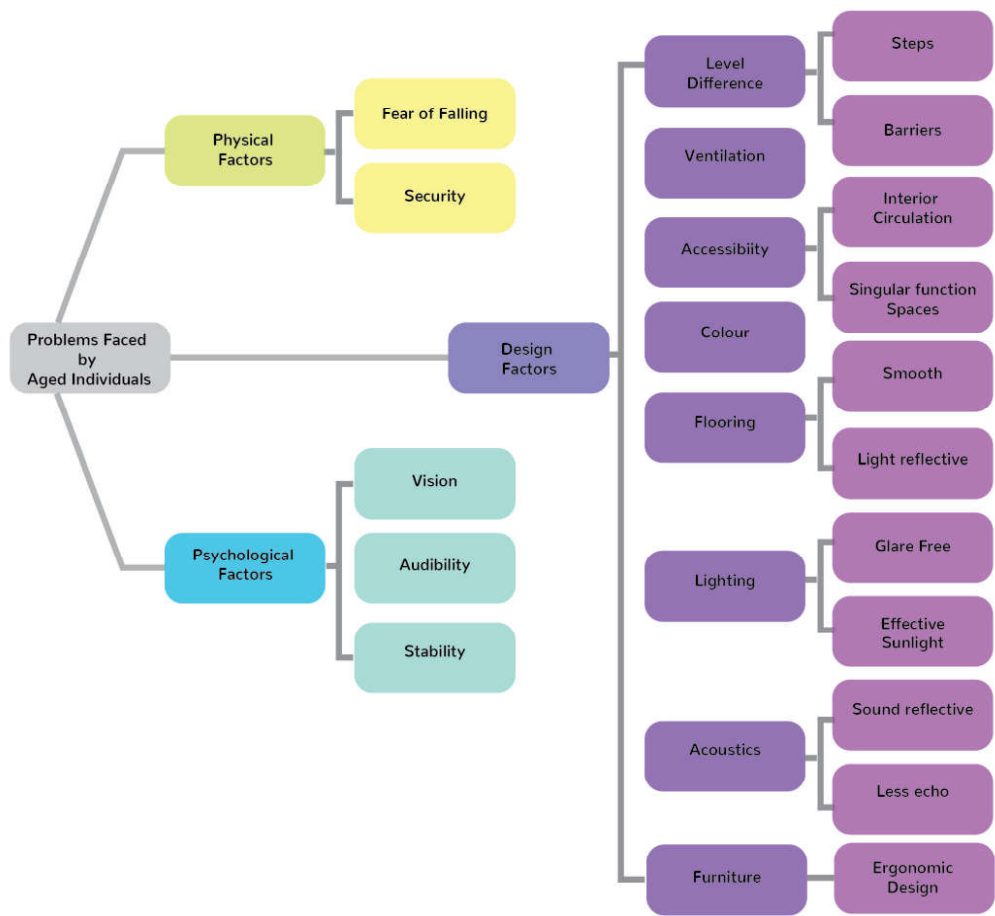 Problems Faced
by
Aged Individuals
Physical
Factors
Fear of Falling
Security
Psychological
Factors
Vision
Audibility
Stability
Design
Factors
Level
Difference
Steps
Barriers
Ventilation
Accessibiity
Interior
Circulation
Singular function
Spaces
Colour
Flooring
Smooth
Light reflective
Lighting
Glare Free
Effective
Sunlight
Acoustics
Sound reflective
Less echo
Furniture
Ergonomic
Design